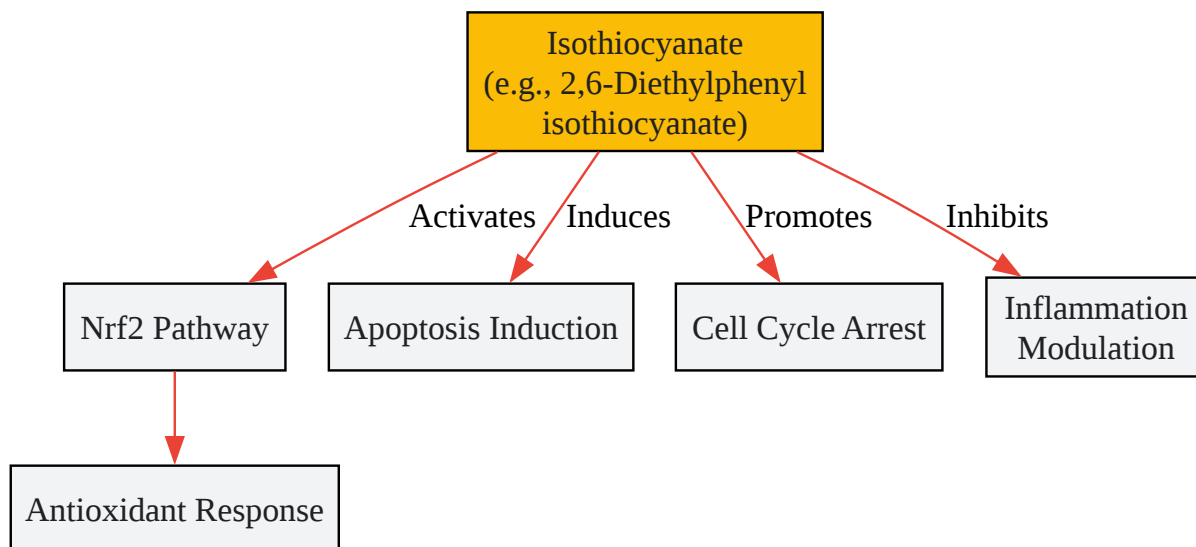 Isothiocyanate
(e.g., 2,6-Diethylphenyl
isothiocyanate)
Activates
Induces
Promotes
Inhibits
Nrf2 Pathway
Apoptosis Induction
Cell Cycle Arrest
Inflammation
Modulation
Antioxidant Response